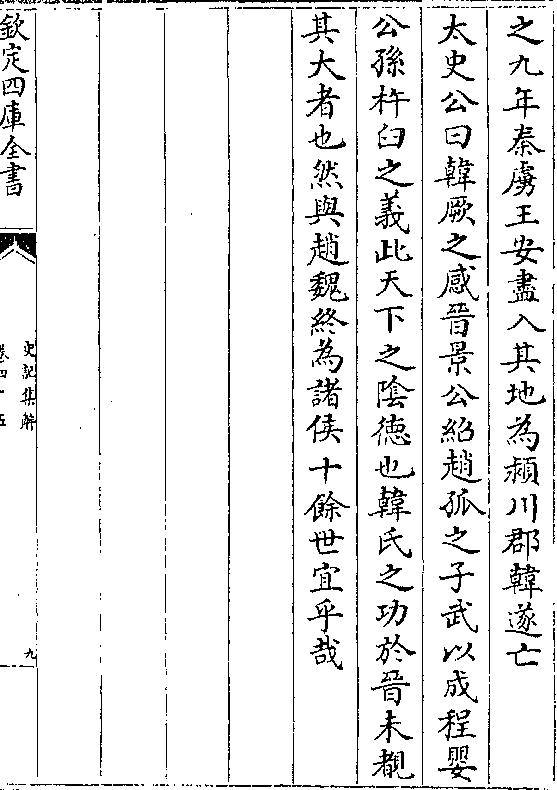 之九年秦虜王安盡入其地為潁川郡韓遂亡
太史公曰韓厥之感晉景公紹趙孤之子武以成程嬰
公孫杵臼之義此天下之陰德也韓氏之功於晉未覩
其大者也然與趙魏終為諸侯十餘世宜乎哉
欽定四庫全書
史記集解
卷四十五
九